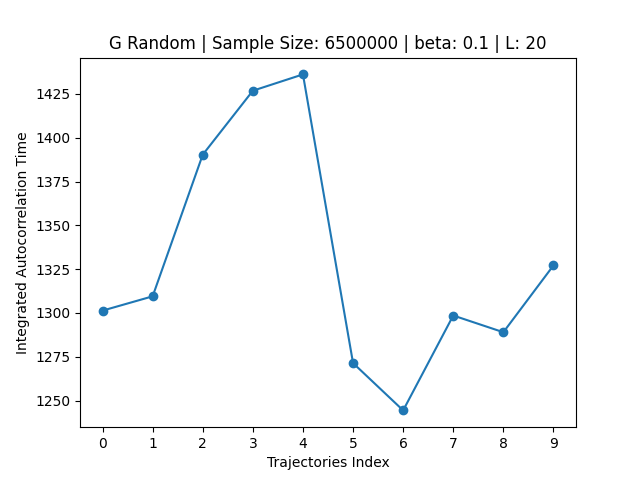 G Random | Sample Size: 6500000 | beta: 0.1 | L: 20
Integrated Autocorrelation Time
1425
1400
1375
1350
1325
1300
1275
1250
0 1 2 3 4 5 6 7 8 9
Trajectories Index